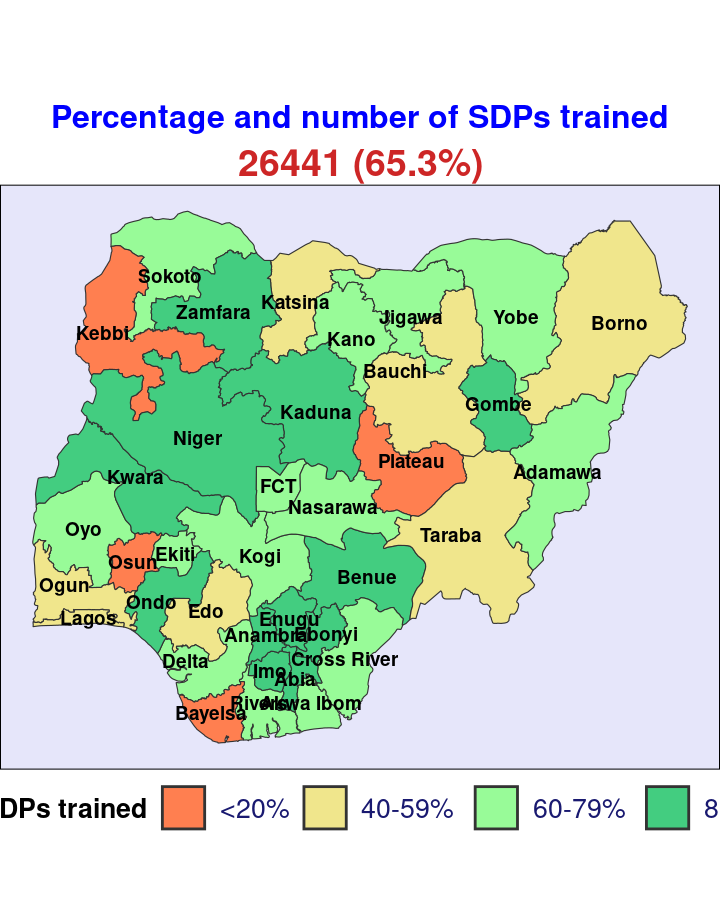 Percentage and number of SDPs trained
26441 (65.3%)
Sokoto
Zamfara
Katsina
Kebbi
Kano
Jigawa
Yobe
Borno
Bauchi
Gombe
Kaduna
Niger
Plateau
Adamawa
Kwara
FCT
Nasarawa
Oyo
Taraba
Osun
Ekiti
Kogi
Benue
Ogun
Ondo
Edo
Lagos
Enugu
Anambra
Ebonyi
Delta
Cross River
Imo
Abia
Bayelsa
Rivers
Akwa Ibom
DPs trained <20% 40-59% 60-79% 8